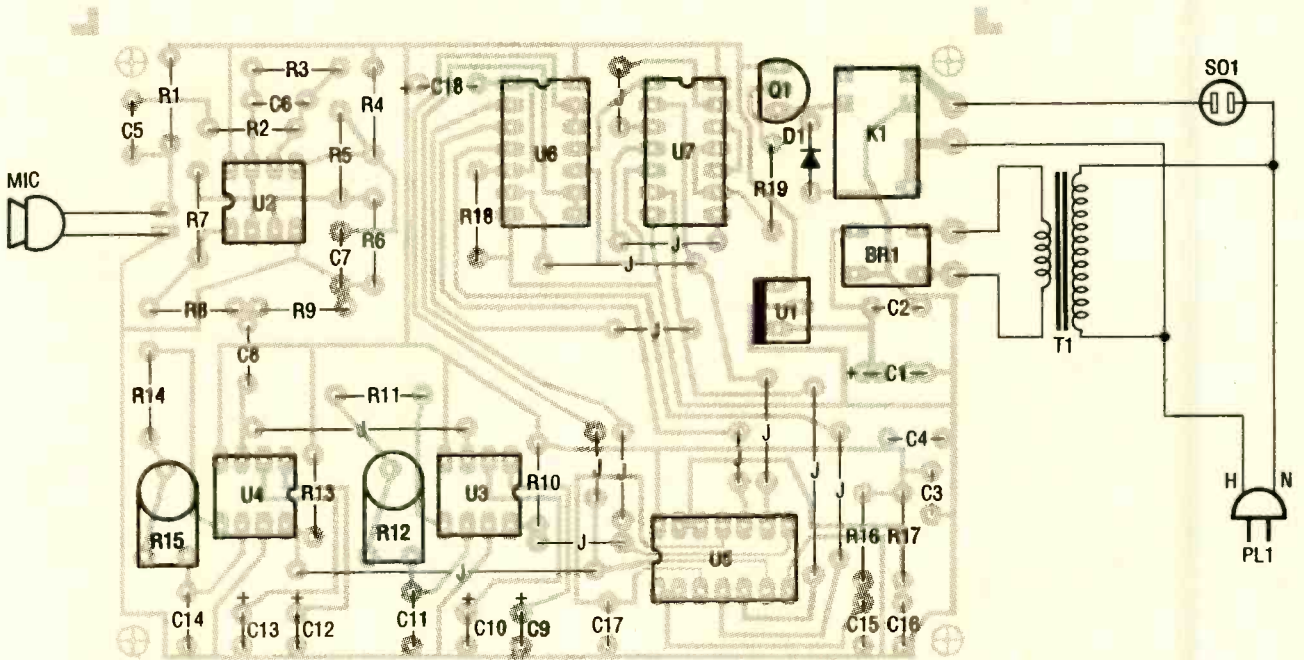 SO1
R3
C18
Q1
R1
C6
R4
J
D1
K1
C5
R2
U6
U7
R5
MIC
R19
R7
U2
R18
R6
C7
J
J
BR1
R8
R9
U1
C2
J
C8
T1
C1
R14
R11
J
C4
J
J
J
J
J
J
H
N
U4
R13
U3
R10
C3
R15
R12
J
R16
R17
U5
PL1
J
C14
C13
C12
C11
C10
C9
C17
C15
C16